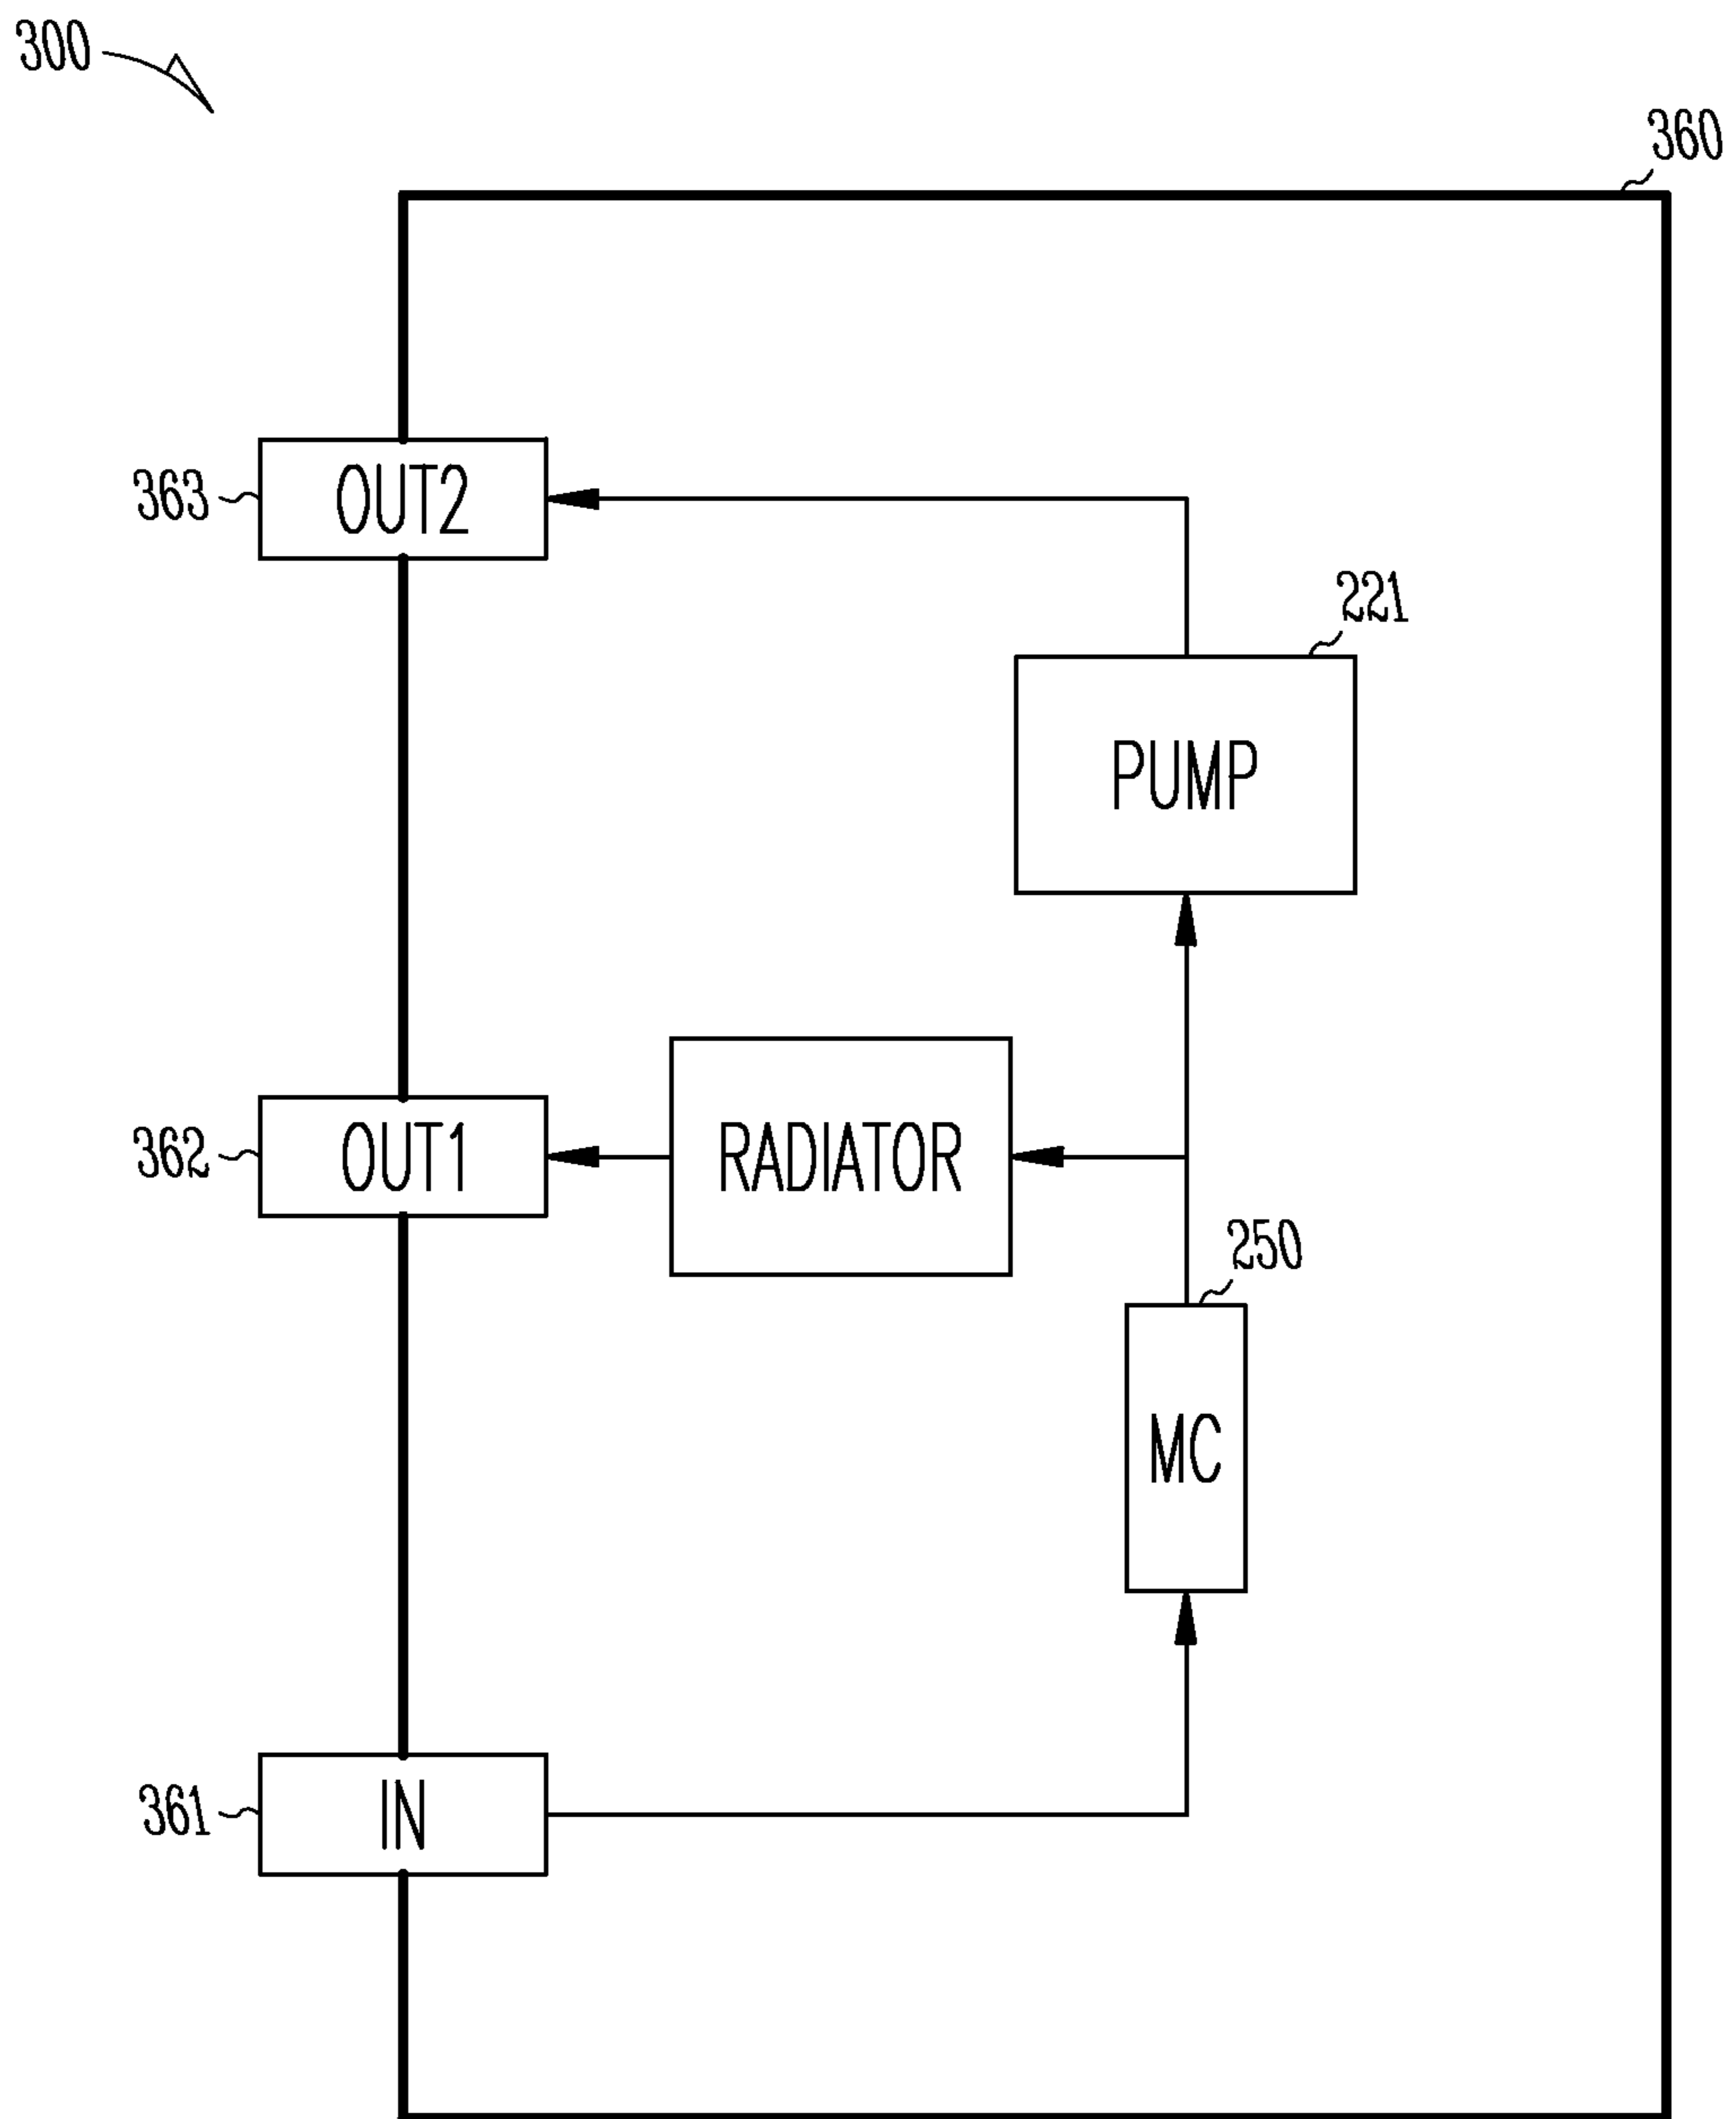 300
360
363
OUT2
221
PUMP
362
OUT1
RADIATOR
250
MC
361
IN